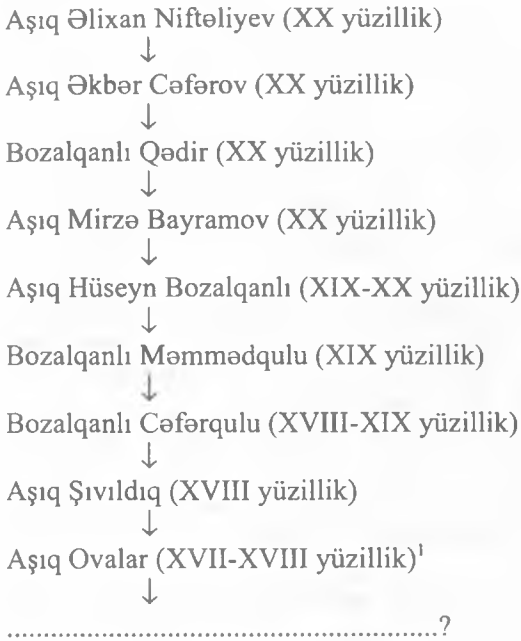 Aşıq Əlixan Niftəliyev (XX yüzillik)
↓
Aşıq Əkbər Cəfərov (XX yüzillik)
↓
Bozalqanlı Qədir (XX yüzillik)
↓
Aşıq Mirzə Bayramov (XX yüzillik)
↓
Aşıq Hüseyn Bozalqanlı (XIX-XX yüzillik)
↓
Bozalqanlı Məmmədqulu (XIX yüzillik)
↓
Bozalqanlı Cəfərqulu (XVIII-XIX yüzillik)
↓
Aşıq Şıvıldıq (XVIII yüzillik)
↓
Aşıq Ovalar (XVII-XVIII yüzillik)¹
↓
.............................................................?